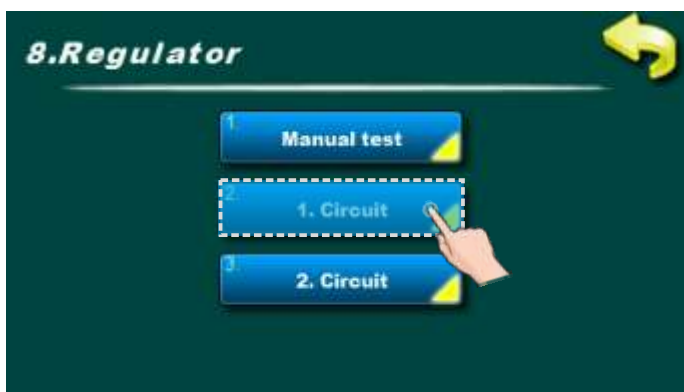 8.Regulator
1.
Manual test
2.
1. Circuit
3.
2. Circuit